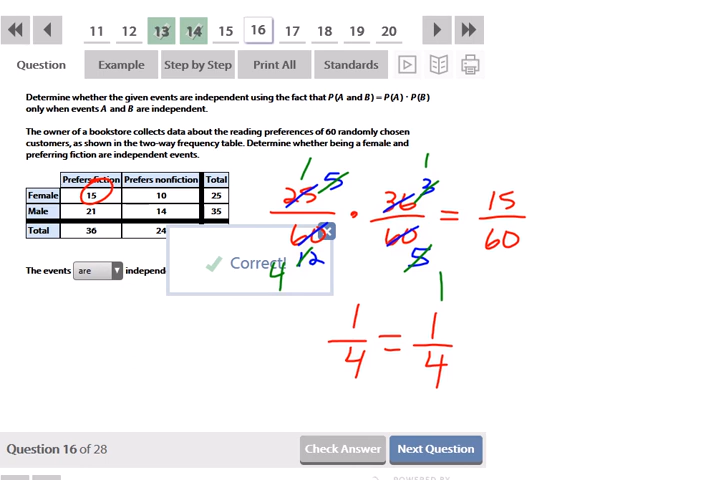 11 12 13 14 15 16 17 18 19 20
Question Example Step by Step Print All Standards
Determine whether the given events are independent using the fact that P(A and B) = P(A) · P(B)
only when events A and B are independent.
The owner of a bookstore collects data about the reading preferences of 60 randomly chosen
customers, as shown in the two-way frequency table. Determine whether being a female and
preferring fiction are independent events.
Prefers fiction Prefers nonfiction Total
Female 15 10 25
Male 21 14 35
Total 36 24
The events are independ
Correct!
1 5 1 3
25 · 36 = 15
60 60 60
4 12 5 1
1 = 1
4 4
Question 16 of 28 Check Answer Next Question
POWERED BY